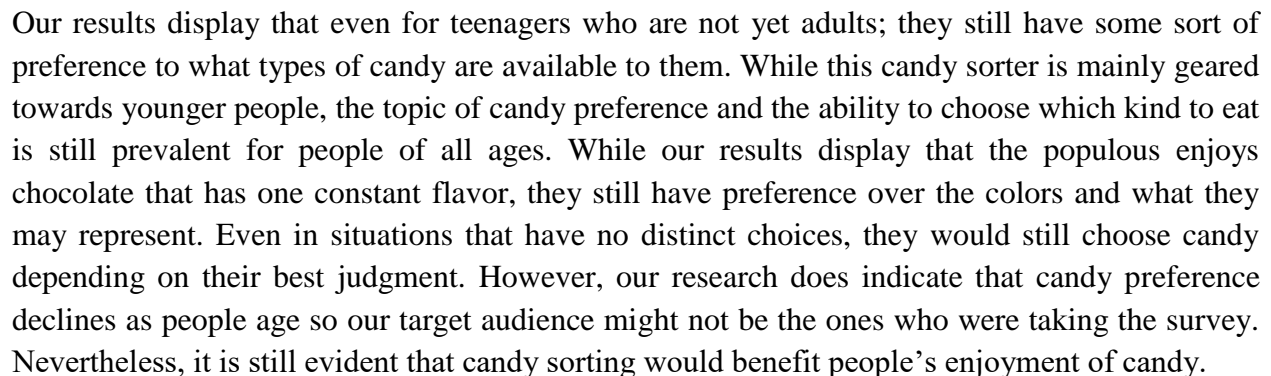 Our results display that even for teenagers who are not yet adults; they still have some sort of
preference to what types of candy are available to them. While this candy sorter is mainly geared
towards younger people, the topic of candy preference and the ability to choose which kind to eat
is still prevalent for people of all ages. While our results display that the populous enjoys
chocolate that has one constant flavor, they still have preference over the colors and what they
may represent. Even in situations that have no distinct choices, they would still choose candy
depending on their best judgment. However, our research does indicate that candy preference
declines as people age so our target audience might not be the ones who were taking the survey.
Nevertheless, it is still evident that candy sorting would benefit people’s enjoyment of candy.